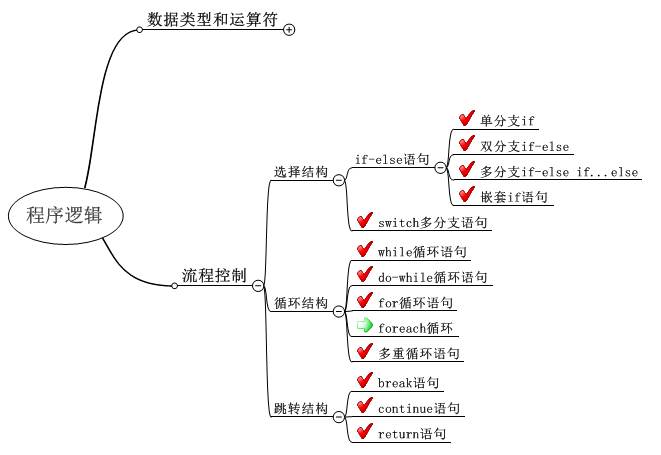 数据类型和运算符
程序逻辑
流程控制
选择结构
if-else语句
单分支if
双分支if-else
多分支if-else if...else
嵌套if语句
switch多分支语句
循环结构
while循环语句
do-while循环语句
for循环语句
foreach循环
多重循环语句
跳转结构
break语句
continue语句
return语句